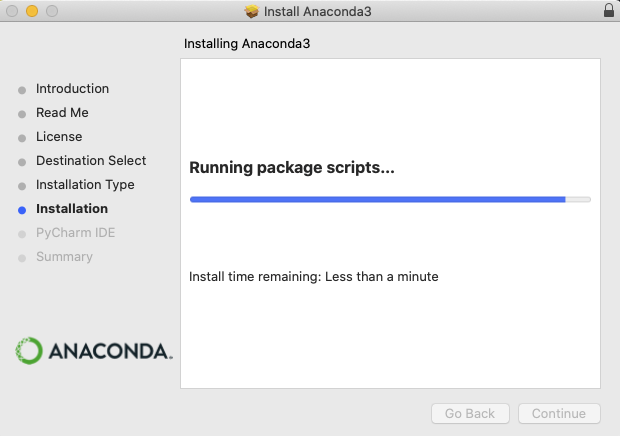 Install Anaconda3
Installing Anaconda3
Introduction
Read Me
License
Destination Select
Installation Type
Installation
PyCharm IDE
Summary
Running package scripts...
Install time remaining: Less than a minute
ANACONDA.
Go Back
Continue